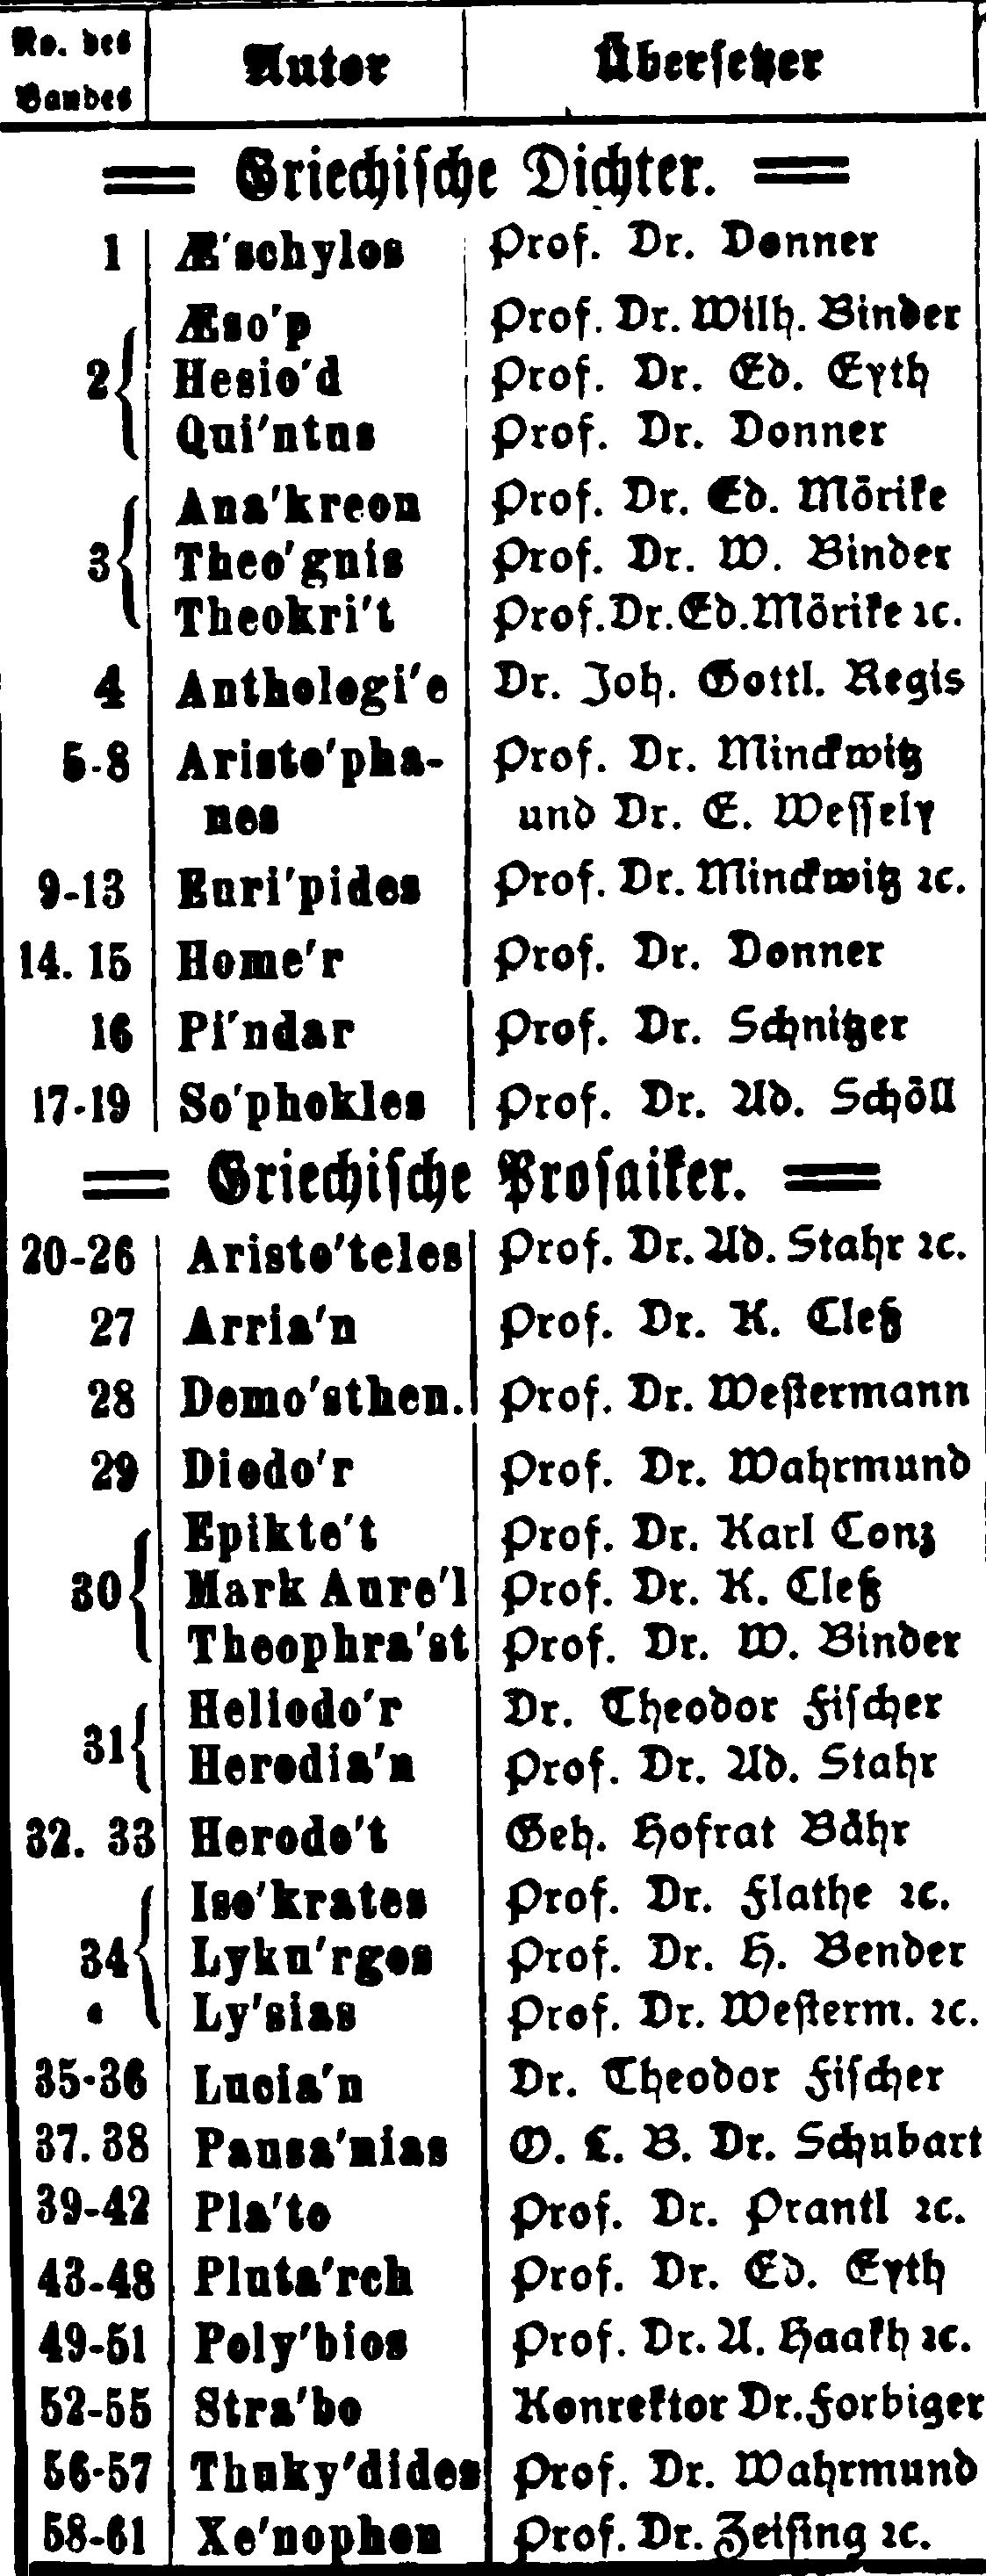 No. des Bandes Autor Übersetzer
Griechische Dichter.
1 Æ'schylos Prof. Dr. Donner
Æso'p Prof. Dr. Wilh. Binder
2 Hesio'd Prof. Dr. Ed. Eyth
Qui'ntus Prof. Dr. Donner
Ana'kreon Prof. Dr. Ed. Mörike
3 Theo'gnis Prof. Dr. W. Binder
Theokri't Prof. Dr. Ed. Mörike ꝛc.
4 Anthologi'e Dr. Joh. Gottl. Regis
5-8 Aristo'pha- Prof. Dr. Minckwitz
nes und Dr. E. Wessely
9-13 Euri'pides Prof. Dr. Minckwitz ꝛc.
14. 15 Home'r Prof. Dr. Donner
16 Pi'ndar Prof. Dr. Schnitzer
17-19 So'phokles Prof. Dr. Ad. Schöll
Griechische Prosaiker.
20-26 Aristo'teles Prof. Dr. Ad. Stahr ꝛc.
27 Arria'n Prof. Dr. K. Cleß
28 Demo'sthen. Prof. Dr. Westermann
29 Diodo'r Prof. Dr. Wahrmund
Epikte't Prof. Dr. Karl Conz
30 Mark Aure'l Prof. Dr. K. Cleß
Theophra'st Prof. Dr. W. Binder
Heliodo'r Dr. Theodor Fischer
31 Herodia'n Prof. Dr. Ad. Stahr
32. 33 Herodo't Geh. Hofrat Bähr
Iso'krates Prof. Dr. Flathe ꝛc.
34 Lyku'rgos Prof. Dr. H. Bender
Ly'sias Prof. Dr. Westerm. ꝛc.
35-36 Lucia'n Dr. Theodor Fischer
37. 38 Pausa'nias O. L. B. Dr. Schubart
39-42 Pla'to Prof. Dr. Prantl ꝛc.
43-48 Pluta'rch Prof. Dr. Ed. Eyth
49-51 Poly'bios Prof. Dr. A. Haakh ꝛc.
52-55 Stra'bo Konrektor Dr. Forbiger
56-57 Thuky'dides Prof. Dr. Wahrmund
58-61 Xe'nophon Prof. Dr. Zeising ꝛc.